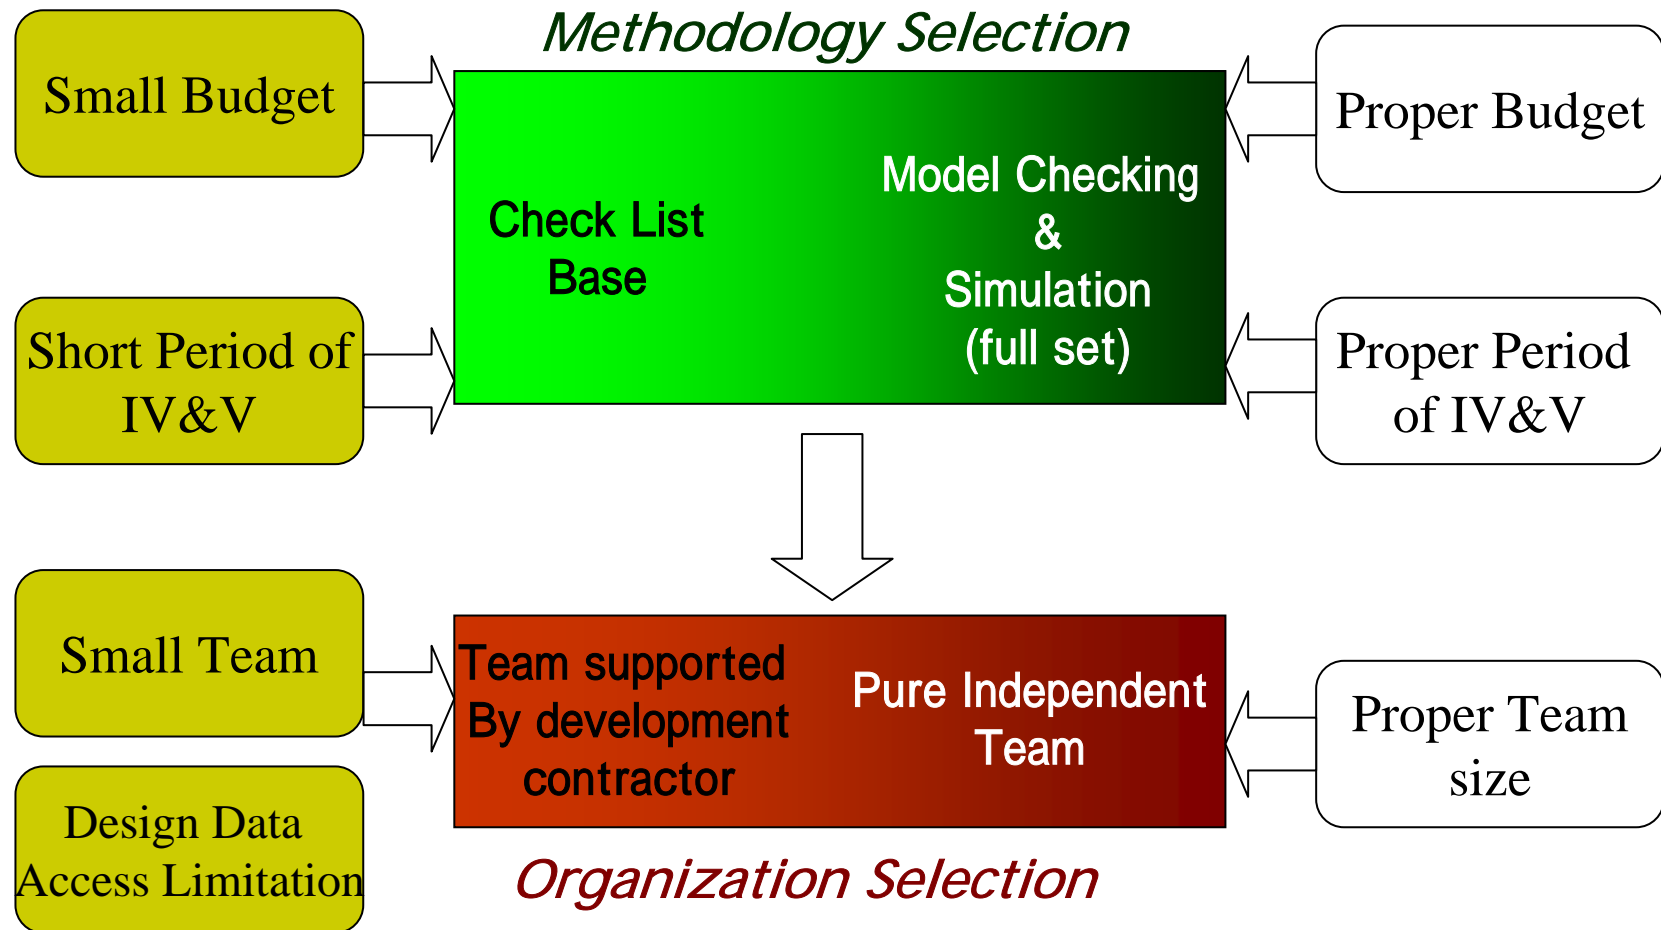 Methodology Selection
Small Budget
Proper Budget
Check List
Base
Model Checking
&
Simulation
(full set)
Short Period of
IV&V
Proper Period
of IV&V
Small Team
Team supported
By development
contractor
Pure Independent
Team
Proper Team
size
Design Data
Access Limitation
Organization Selection